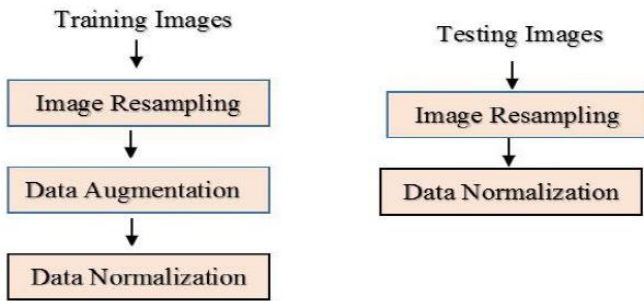 Training Images
Image Resampling
Data Augmentation
Data Normalization
Testing Images
Image Resampling
Data Normalization